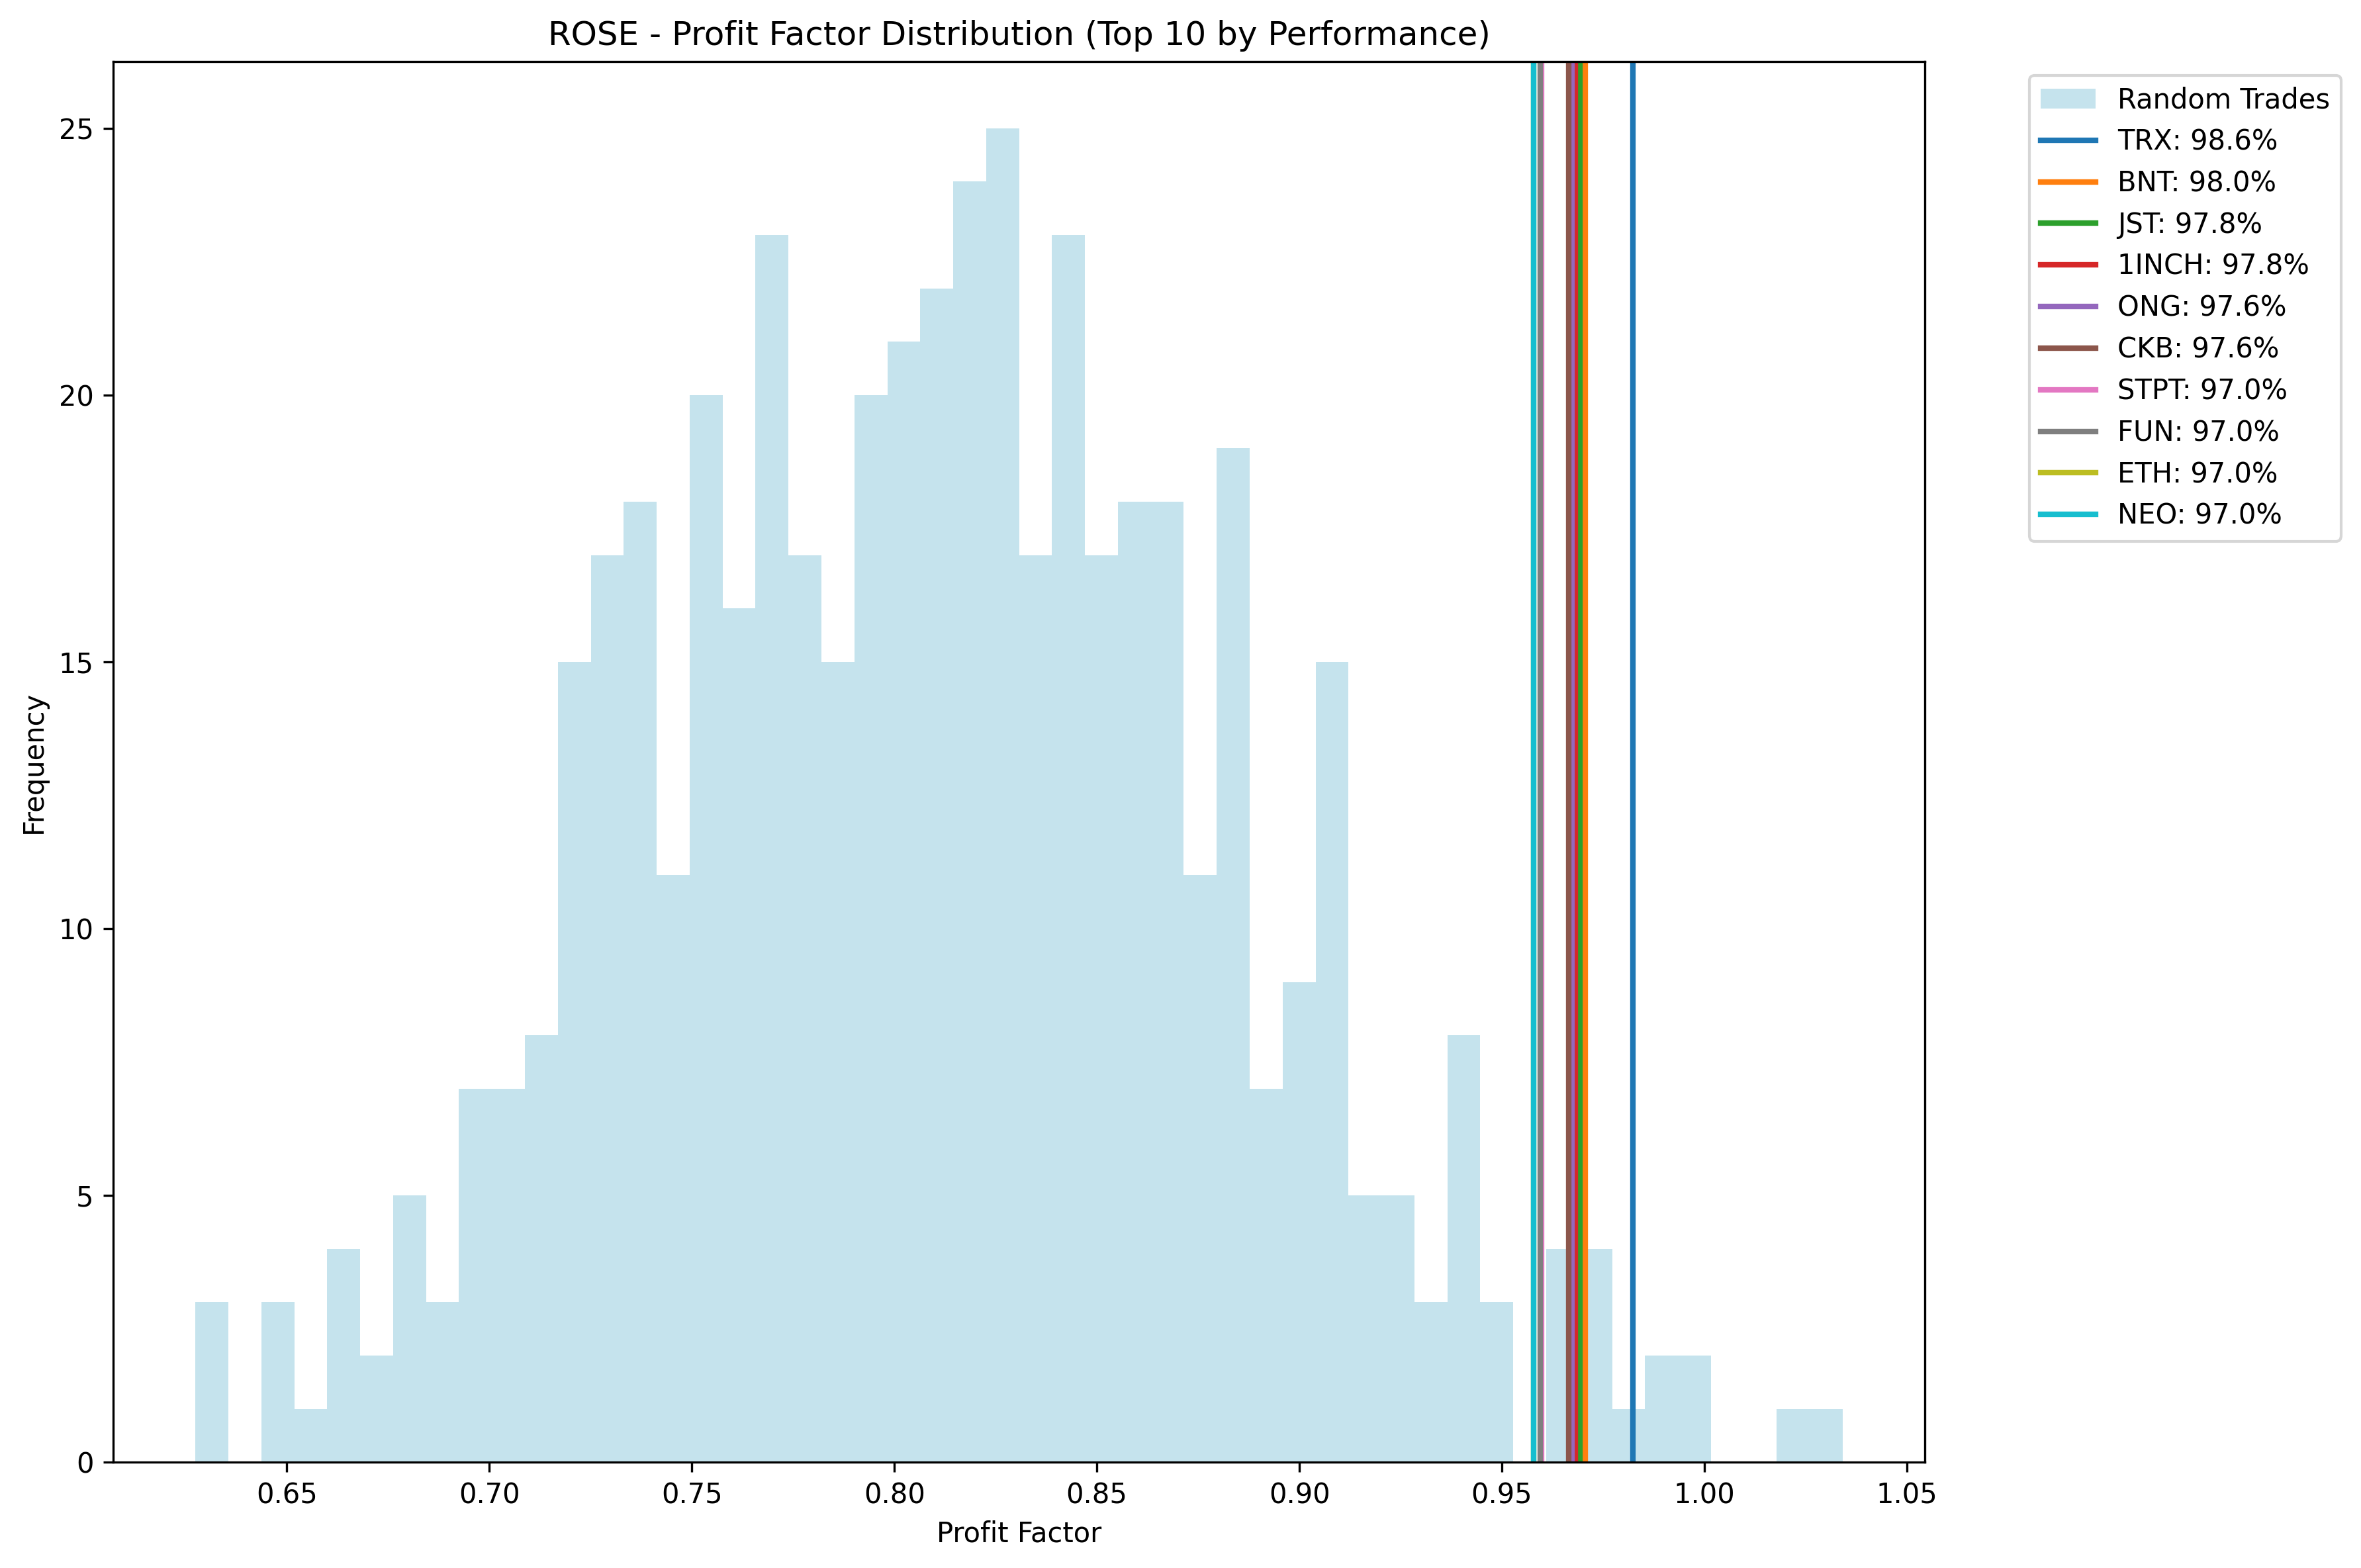 ROSE - Profit Factor Distribution (Top 10 by Performance)
Frequency
25
20
15
10
5
0
0.65
0.70
0.75
0.80
0.85
0.90
0.95
1.00
1.05
Profit Factor
Random Trades
TRX: 98.6%
BNT: 98.0%
JST: 97.8%
1INCH: 97.8%
ONG: 97.6%
CKB: 97.6%
STPT: 97.0%
FUN: 97.0%
ETH: 97.0%
NEO: 97.0%